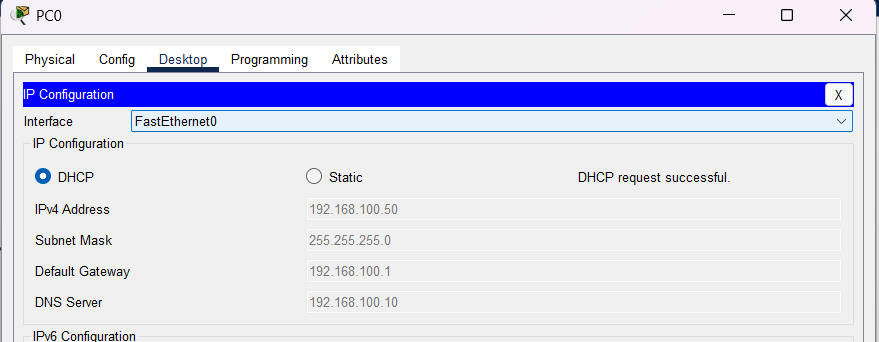 PC0
Physical Config Desktop Programming Attributes
IP Configuration X
Interface FastEthernet0
IP Configuration
DHCP Static DHCP request successful.
IPv4 Address 192.168.100.50
Subnet Mask 255.255.255.0
Default Gateway 192.168.100.1
DNS Server 192.168.100.10
IPv6 Configuration